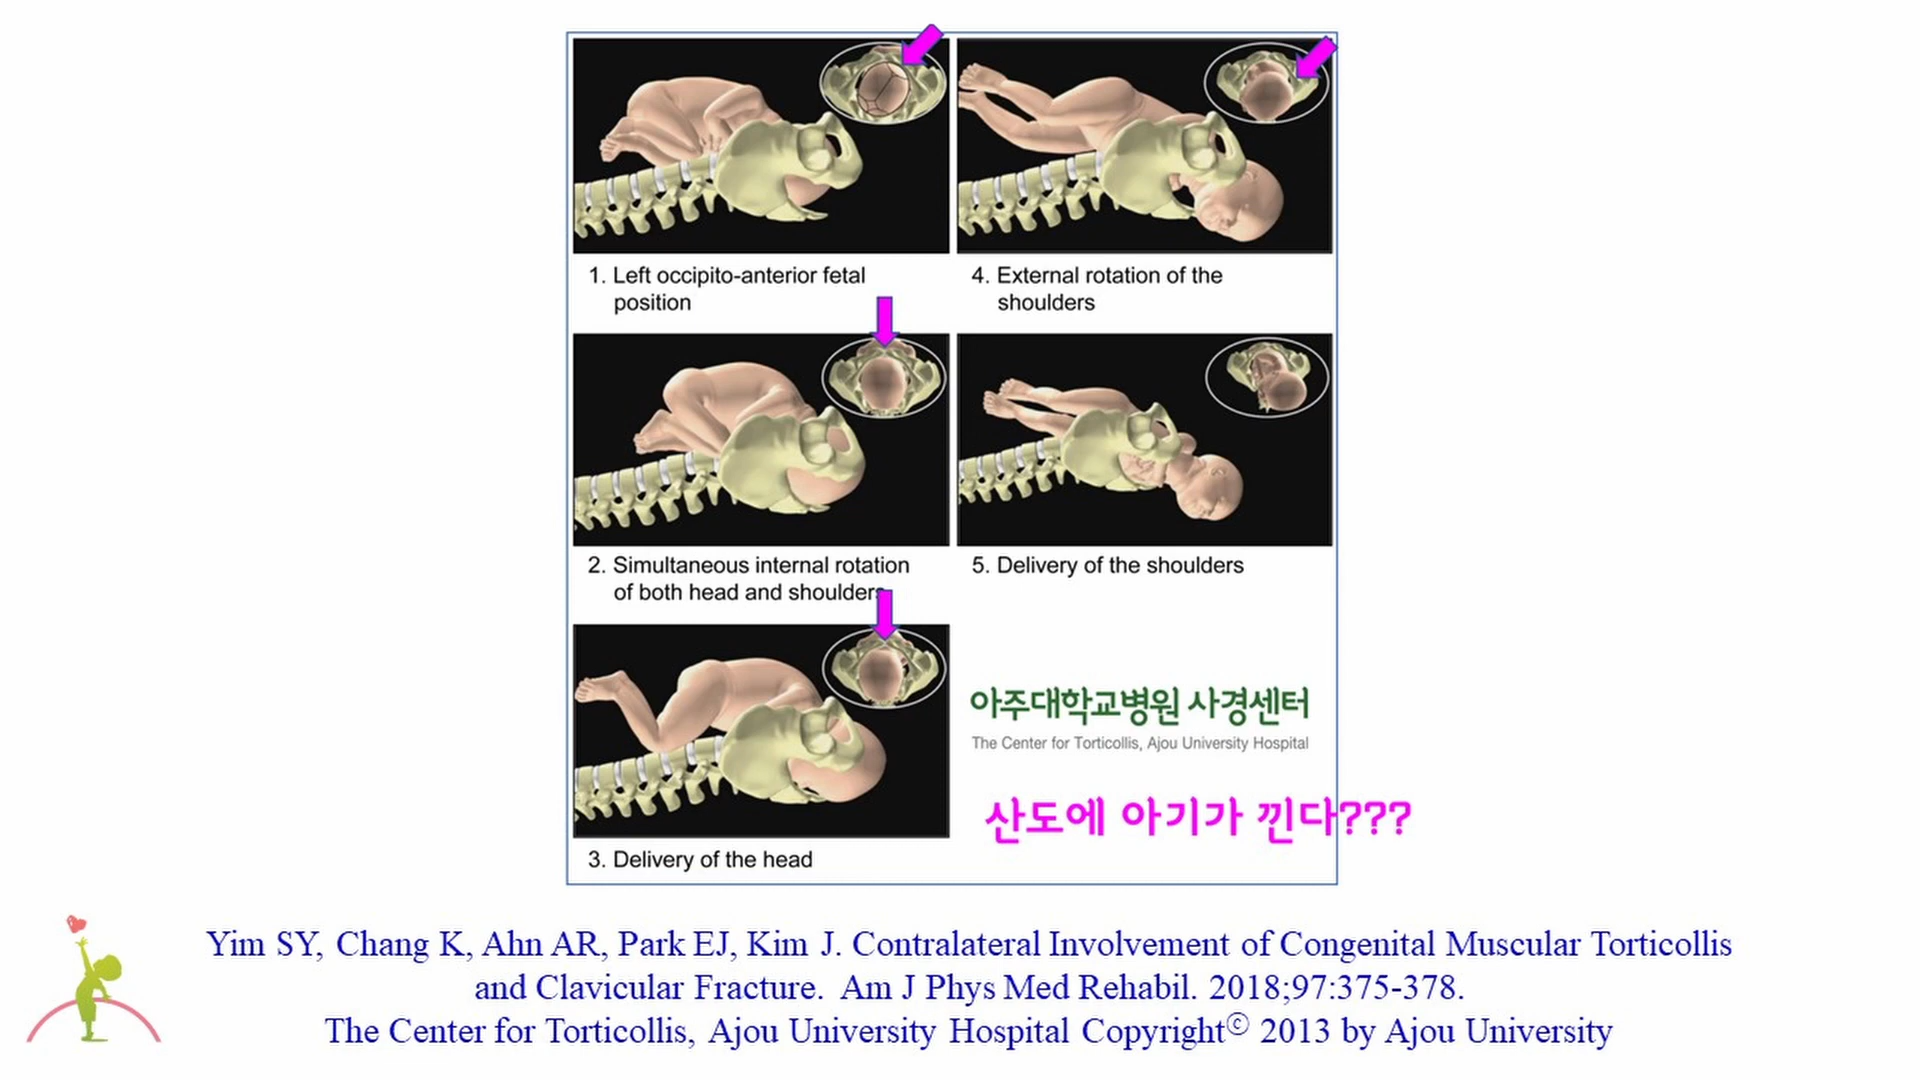 1. Left occipito-anterior fetal
position
2. Simultaneous internal rotation
of both head and shoulders
3. Delivery of the head
4. External rotation of the
shoulders
5. Delivery of the shoulders
아주대학교병원 사경센터
The Center for Torticollis, Ajou University Hospital
산도에 아기가 낀다???
Yim SY, Chang K, Ahn AR, Park EJ, Kim J. Contralateral Involvement of Congenital Muscular Torticollis
and Clavicular Fracture. Am J Phys Med Rehabil. 2018;97:375-378.
The Center for Torticollis, Ajou University Hospital Copyright© 2013 by Ajou University